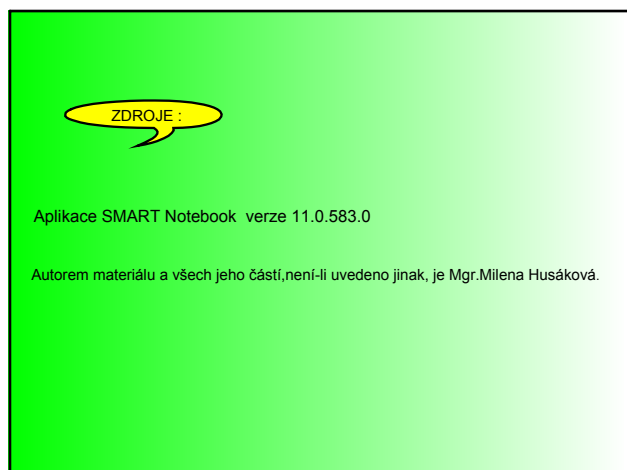 ZDROJE :
Aplikace SMART Notebook  verze 11.0.583.0
Autorem materiálu a všech jeho částí,není-li uvedeno jinak, je Mgr.Milena Husáková.